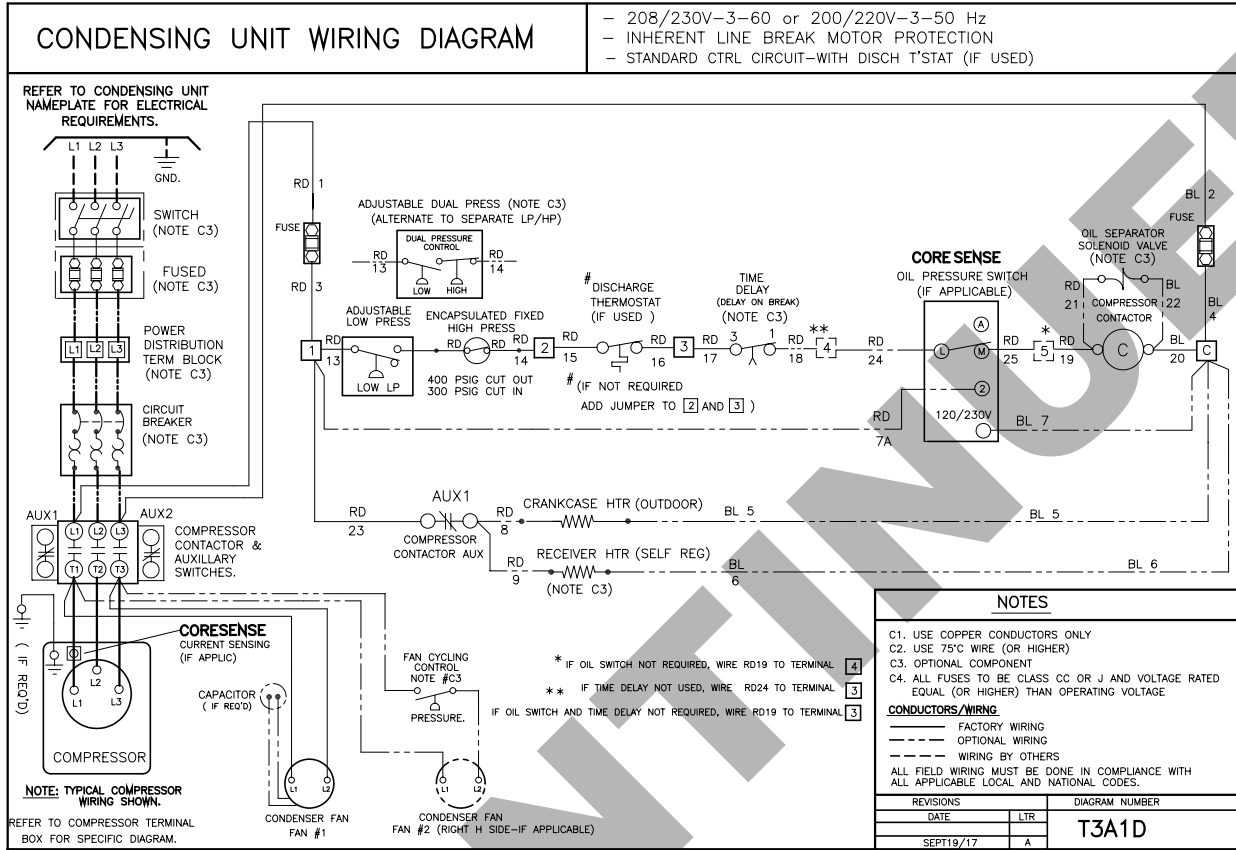 CONDENSING UNIT WIRING DIAGRAM
– 208/230V–3–60 or 200/220V–3–50 Hz
– INHERENT LINE BREAK MOTOR PROTECTION
– STANDARD CTRL CIRCUIT–WITH DISCH T'STAT (IF USED)
REFER TO CONDENSING UNIT
NAMEPLATE FOR ELECTRICAL
REQUIREMENTS.
L1 L2 L3
GND.
SWITCH
(NOTE C3)
FUSED
(NOTE C3)
POWER
DISTRIBUTION
TERM BLOCK
(NOTE C3)
L1 L2 L3
CIRCUIT
BREAKER
(NOTE C3)
AUX1
AUX2
L1 L2 L3
T1 T2 T3
COMPRESSOR
CONTACTOR &
AUXILLARY
SWITCHES.
( IF REQ'D)
CORESENSE
CURRENT SENSING
(IF APPLIC)
L2
L1 L3
COMPRESSOR
NOTE: TYPICAL COMPRESSOR
WIRING SHOWN.
REFER TO COMPRESSOR TERMINAL
BOX FOR SPECIFIC DIAGRAM.
RD 1
FUSE
RD 3
1
ADJUSTABLE DUAL PRESS (NOTE C3)
(ALTERNATE TO SEPARATE LP/HP)
DUAL PRESSURE
CONTROL
RD
13
RD
14
LOW HIGH
ADJUSTABLE
LOW PRESS
RD
13
LOW LP
ENCAPSULATED FIXED
HIGH PRESS
RD RD RD
14
400 PSIG CUT OUT
300 PSIG CUT IN
2
RD
15
#
DISCHARGE
THERMOSTAT
(IF USED )
RD
16
# (IF NOT REQUIRED
ADD JUMPER TO 2 AND 3 )
3
RD
17
TIME
DELAY
(DELAY ON BREAK)
(NOTE C3)
3 1
RD
18
**
4
RD
24
CORE SENSE
OIL PRESSURE SWITCH
(IF APPLICABLE)
A
L
M
2
120/230V
RD
25
*
5
RD
19
OIL SEPARATOR
SOLENOID VALVE
(NOTE C3)
RD
21
BL
22
COMPRESSOR
CONTACTOR
C
BL
20
C
BL 2
FUSE
BL
4
RD
7A
BL 7
RD
23
AUX1
COMPRESSOR
CONTACTOR AUX
RD
8
CRANKCASE HTR (OUTDOOR)
BL 5
BL 5
RD
9
RECEIVER HTR (SELF REG)
(NOTE C3)
BL
6
BL 6
CAPACITOR
( IF REQ'D)
L1 L2
CONDENSER FAN
FAN #1
FAN CYCLING
CONTROL
NOTE #C3
PRESSURE.
L1 L2
CONDENSER FAN
FAN #2 (RIGHT H SIDE–IF APPLICABLE)
* IF OIL SWITCH NOT REQUIRED, WIRE RD19 TO TERMINAL 4
** IF TIME DELAY NOT USED, WIRE RD24 TO TERMINAL 3
IF OIL SWITCH AND TIME DELAY NOT REQUIRED, WIRE RD19 TO TERMINAL 3
NOTES
C1. USE COPPER CONDUCTORS ONLY
C2. USE 75°C WIRE (OR HIGHER)
C3. OPTIONAL COMPONENT
C4. ALL FUSES TO BE CLASS CC OR J AND VOLTAGE RATED
EQUAL (OR HIGHER) THAN OPERATING VOLTAGE
CONDUCTORS/WIRNG
FACTORY WIRING
OPTIONAL WIRING
WIRING BY OTHERS
ALL FIELD WIRING MUST BE DONE IN COMPLIANCE WITH
ALL APPLICABLE LOCAL AND NATIONAL CODES.
REVISIONS
DIAGRAM NUMBER
DATE LTR
T3A1D
SEPT19/17 A
NTINUE